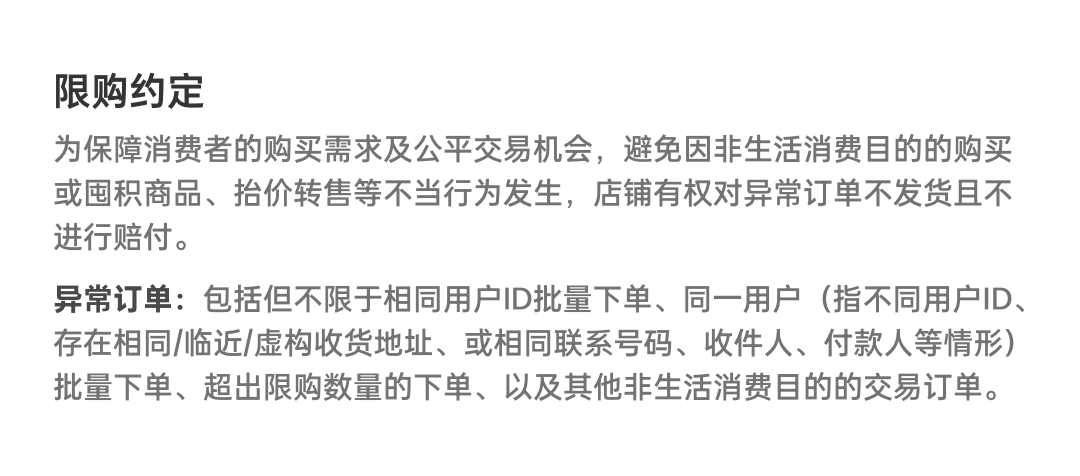 限购约定
为保障消费者的购买需求及公平交易机会，避免因非生活消费目的的购买
或囤积商品、抬价转售等不当行为发生，店铺有权对异常订单不发货且不
进行赔付。
异常订单：包括但不限于相同用户ID批量下单、同一用户（指不同用户ID、
存在相同/临近/虚构收货地址、或相同联系号码、收件人、付款人等情形）
批量下单、超出限购数量的下单、以及其他非生活消费目的的交易订单。